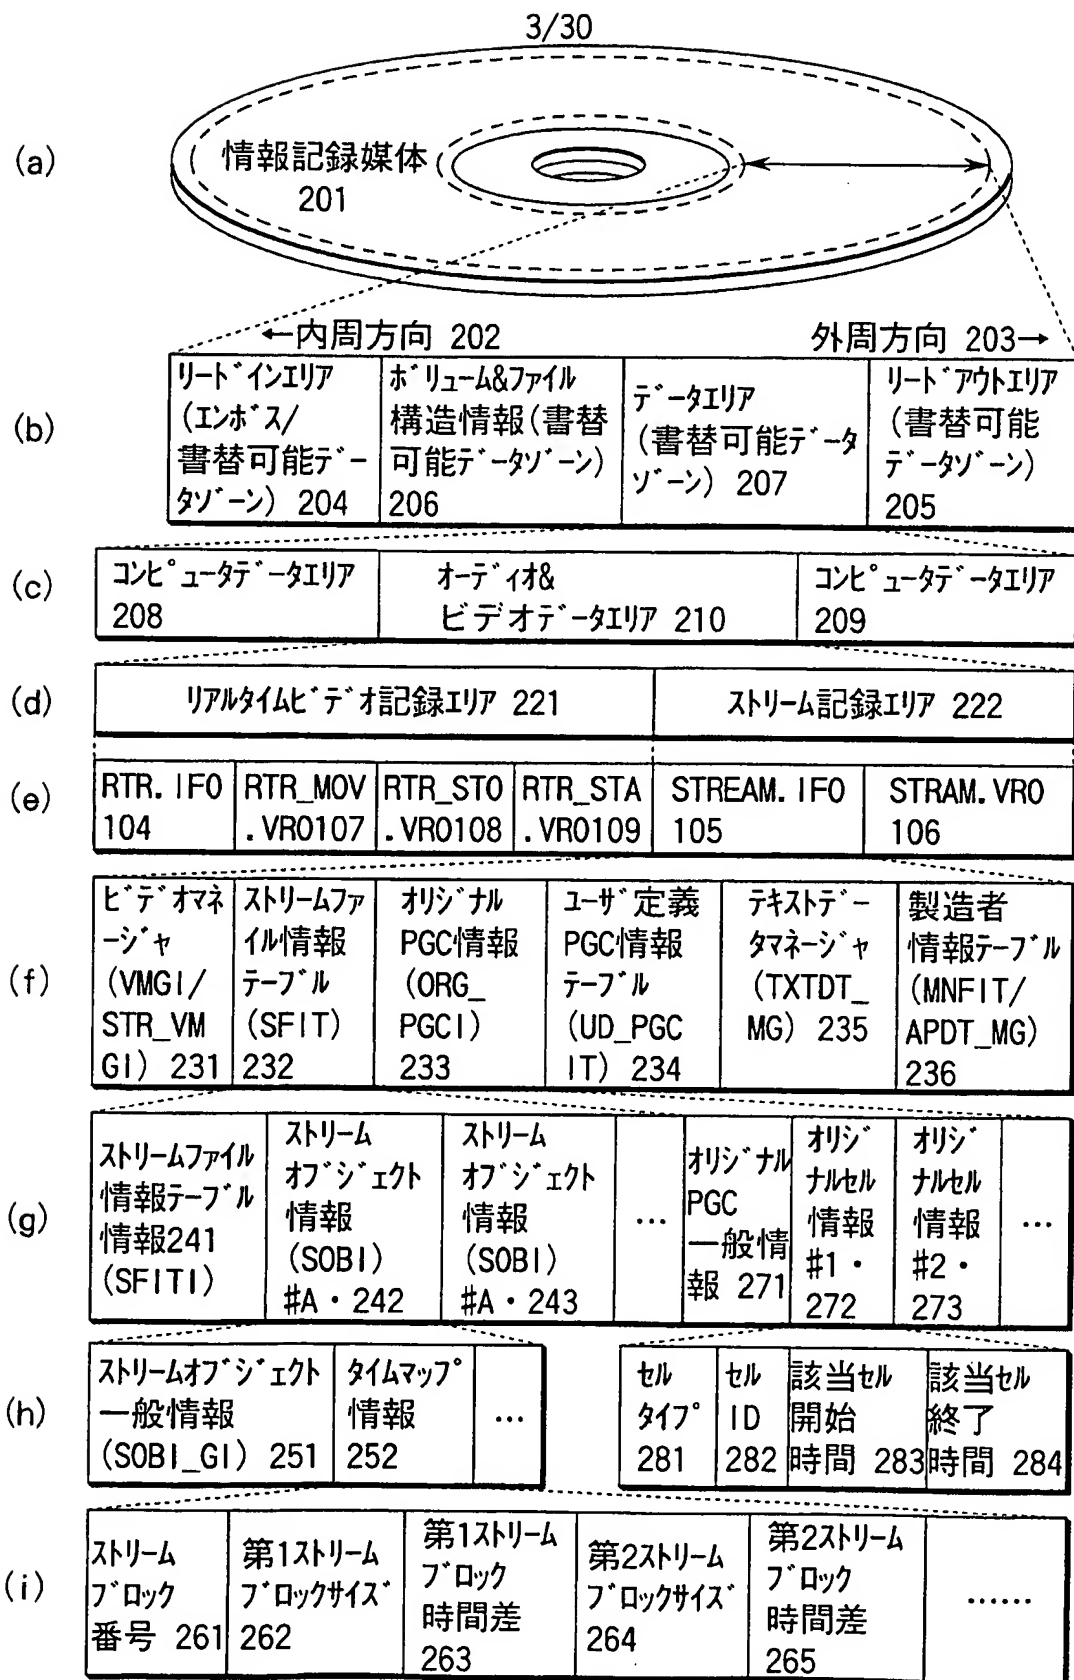 3/30
(a)
情報記録媒体
201
←内周方向 202
外周方向 203→
(b)
リードインエリア
(エンボス/
書替可能デー
タゾーン) 204
ボリューム&ファイル
構造情報(書替
可能データゾーン)
206
データエリア
(書替可能データ
ゾーン) 207
リードアウトエリア
(書替可能
データゾーン)
205
(c)
コンピュータデータエリア
208
オーディオ&
ビデオデータエリア 210
コンピュータデータエリア
209
(d)
リアルタイムビデオ記録エリア 221
ストリーム記録エリア 222
(e)
RTR.IFO
104
RTR_MOV
.VRO107
RTR_STO
.VRO108
RTR_STA
.VRO109
STREAM.IFO
105
STRAM.VRO
106
(f)
ビデオマネ
ージャ
(VMGI/
STR_VM
GI) 231
ストリームファ
イル情報
テーブル
(SFIT)
232
オリジナル
PGC情報
(ORG_
PGCI)
233
ユーザ定義
PGC情報
テーブル
(UD_PGC
IT) 234
テキストデー
タマネージャ
(TXTDT_
MG) 235
製造者
情報テーブル
(MNFIT/
APDT_MG)
236
(g)
ストリームファイル
情報テーブル
情報241
(SFITI)
ストリーム
オブジェクト
情報
(SOBI)
#A・242
ストリーム
オブジェクト
情報
(SOBI)
#A・243
…
オリジナル
PGC
一般情
報 271
オリジ
ナルセル
情報
#1・
272
オリジ
ナルセル
情報
#2・
273
…
(h)
ストリームオブジェクト
一般情報
(SOBI_GI) 251
タイムマップ
情報
252
…
セル
タイプ
281
セル
ID
282
該当セル
開始
時間 283
該当セル
終了
時間 284
(i)
ストリーム
ブロック
番号 261
第1ストリーム
ブロックサイズ
262
第1ストリーム
ブロック
時間差
263
第2ストリーム
ブロックサイズ
264
第2ストリーム
ブロック
時間差
265
……